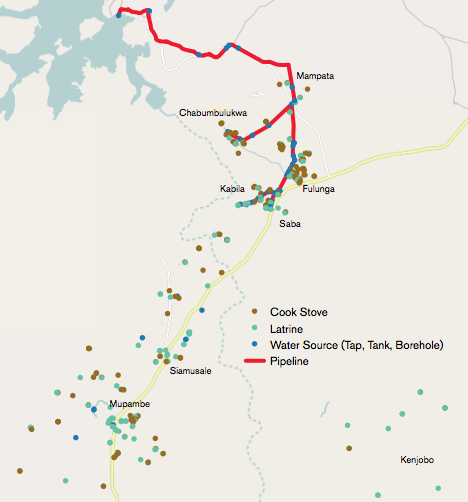 Mampata
Chabumbulukwa
Kabila
Fulunga
Saba
Cook Stove
Latrine
Water Source (Tap, Tank, Borehole)
Pipeline
Siamusale
Mupambe
Kenjobo